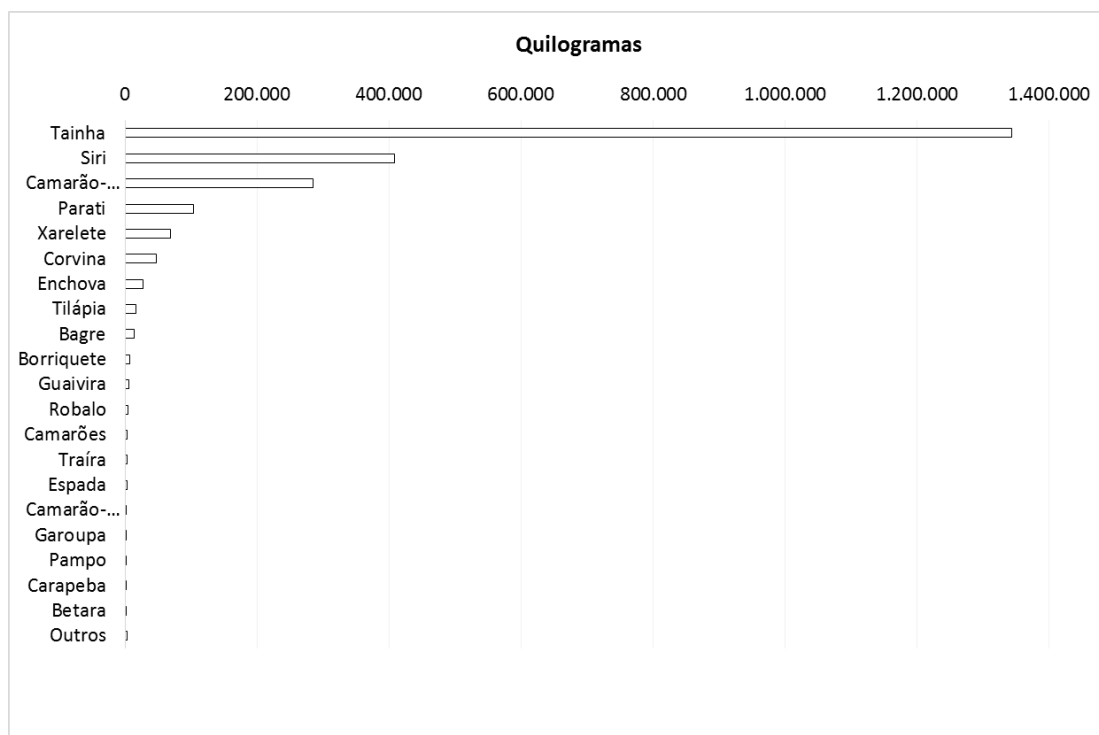 Quilogramas
0 200.000 400.000 600.000 800.000 1.000.000 1.200.000 1.400.000
Tainha
Siri
Camarão-...
Parati
Xarelete
Corvina
Enchova
Tilápia
Bagre
Borriquete
Guaivira
Robalo
Camarões
Traíra
Espada
Camarão-...
Garoupa
Pampo
Carapeba
Betara
Outros